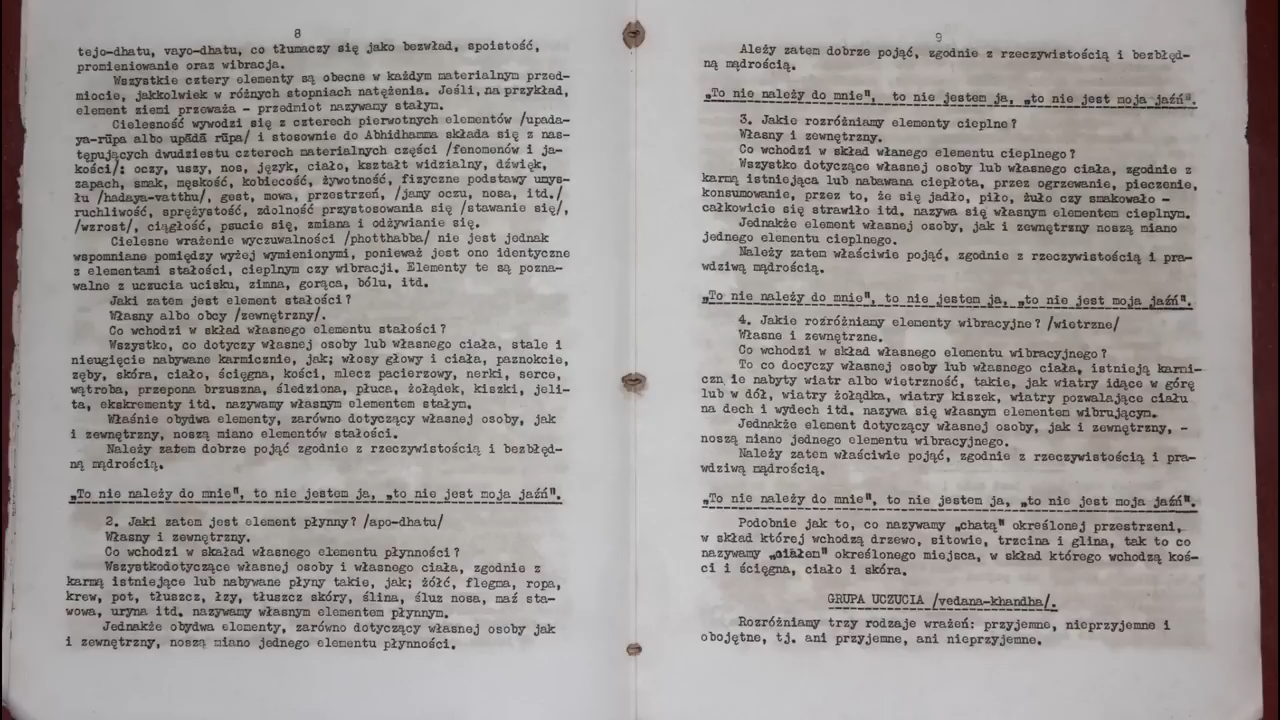 8
tejo-dhatu, vayo-dhatu, co tłumaczy się jako bezwład, spoistość,
promieniowanie oraz wibracja.
Wszystkie cztery elementy są obecne w każdym materialnym przed-
miocie, jakkolwiek w różnych stopniach natężenia. Jeśli, na przykład,
element ziemi przeważa - przedmiot nazywamy stałym.
Cielesność wywodzi się z czterech pierwotnych elementów /upada-
ya-rūpa albo upādā rūpa/ i stosownie do Abhidhamma składa się z nas-
tępujących dwudziestu czterech materialnych części /fenomenów i ja-
kości/: oczy, uszy, nos, język, ciało, kształt widzialny, dźwięk,
zapach, smak, męskość, kobiecość, żywotność, fizyczne podstawy umys-
łu /hadaya-vatthu/, gest, mowa, przestrzeń, /jamy oczu, nosa, itd./
ruchliwość, sprężystość, zdolność przystosowania się /stawanie się/,
/wzrost/, ciągłość, psucie się, zmiana i odżywianie się.
Cielesne wrażenie wyczuwalności /photthabba/ nie jest jednak
wspomniane pomiędzy wyżej wymienionymi, ponieważ jest ono identyczne
z elementami stałości, cieplnym czy wibracji. Elementy te są pozna-
walne z uczucia ucisku, zimna, gorąca, bólu, itd.
Jaki zatem jest element stałości?
Własny albo obcy /zewnętrzny/.
Co wchodzi w skład własnego elementu stałości?
Wszystko, co dotyczy własnej osoby lub własnego ciała, stale i
nieugięcie nabywane karmicznie, jak; włosy głowy i ciała, paznokcie,
zęby, skóra, ciało, ścięgna, kości, mlecz pacierzowy, nerki, serce,
wątroba, przepona brzuszna, śledziona, płuca, żołądek, kiszki, jeli-
ta, ekskrementy itd. nazywamy własnym elementem stałym.
Właśnie obydwa elementy, zarówno dotyczący własnej osoby, jak
i zewnętrzny, noszą miano elementów stałości.
Należy zatem dobrze pojąć zgodnie z rzeczywistością i bezbłęd-
ną mądrością.
„To nie należy do mnie", to nie jestem ja, „to nie jest moja jaźń".
2. Jaki zatem jest element płynny? /apo-dhatu/
Własny i zewnętrzny.
Co wchodzi w skaład własnego elementu płynności?
Wszystkodotyczące własnej osoby i własnego ciała, zgodnie z
karmą istniejące lub nabywane płyny takie, jak; żółć, flegma, ropa,
krew, pot, tłuszcz, łzy, tłuszcz skóry, ślina, śluz nosa, maź sta-
wowa, uryna itd. nazywamy własnym elementem płynnym.
Jednakże obydwa elementy, zarówno dotyczący własnej osoby jak
i zewnętrzny, noszą miano jednego elementu płynności.
9
Ależy zatem dobrze pojąć, zgodnie z rzeczywistością i bezbłęd-
ną mądrością.
„To nie należy do mnie", to nie jestem ja, „to nie jest moja jaźń".
3. Jakie rozróżniamy elementy cieplne?
Własny i zewnętrzny.
Co wchodzi w skład włanego elementu cieplnego?
Wszystko dotyczące własnej osoby lub własnego ciała, zgodnie z
karmą istniejąca lub nabawana ciepłota, przez ogrzewanie, pieczenie,
konsumowanie, przez to, że się jadło, piło, żuło czy smakowało -
całkowicie się strawiło itd. nazywa się własnym elementem cieplnym.
Jednakże element własnej osoby, jak i zewnętrzny noszą miano
jednego elementu cieplnego.
Należy zatem właściwie pojąć, zgodnie z rzeczywistością i pra-
wdziwą mądrością.
„To nie należy do mnie", to nie jestem ja, „to nie jest moja jaźń".
4. Jakie rozróżniamy elementy wibracyjne? /wietrzne/
Własne i zewnętrzne.
Co wchodzi w skład własnego elementu wibracyjnego?
To co docyczy własnej osoby lub własnego ciała, istnieją karmi-
czn ie nabyty wiatr albo wietrzność, takie, jak wiatry idące w górę
lub w dół, wiatry żołądka, wiatry kiszek, wiatry pozwalające ciału
na dech i wydech itd. nazywa się własnym elementem wibrującym.
Jednakże element dotyczący własnej osoby, jak i zewnętrzny, -
noszą miano jednego elementu wibracyjnego.
Należy zatem właściwie pojąć, zgodnie z rzeczywistością i pra-
wdziwą mądrością.
„To nie należy do mnie", to nie jestem ja, „to nie jest moja jaźń".
Podobnie jak to, co nazywamy „chatą" określonej przestrzeni,
w skład której wchodzą drzewo, sitowie, trzcina i glina, tak to co
nazywamy „ciałem" określonego miejsca, w skład którego wchodzą koś-
ci i ścięgna, ciało i skóra.
GRUPA UCZUCIA /vedana-khandha/.
Rozróżniamy trzy rodzaje wrażeń: przyjemne, nieprzyjemne i
obojętne, tj. ani przyjemne, ani nieprzyjemne.